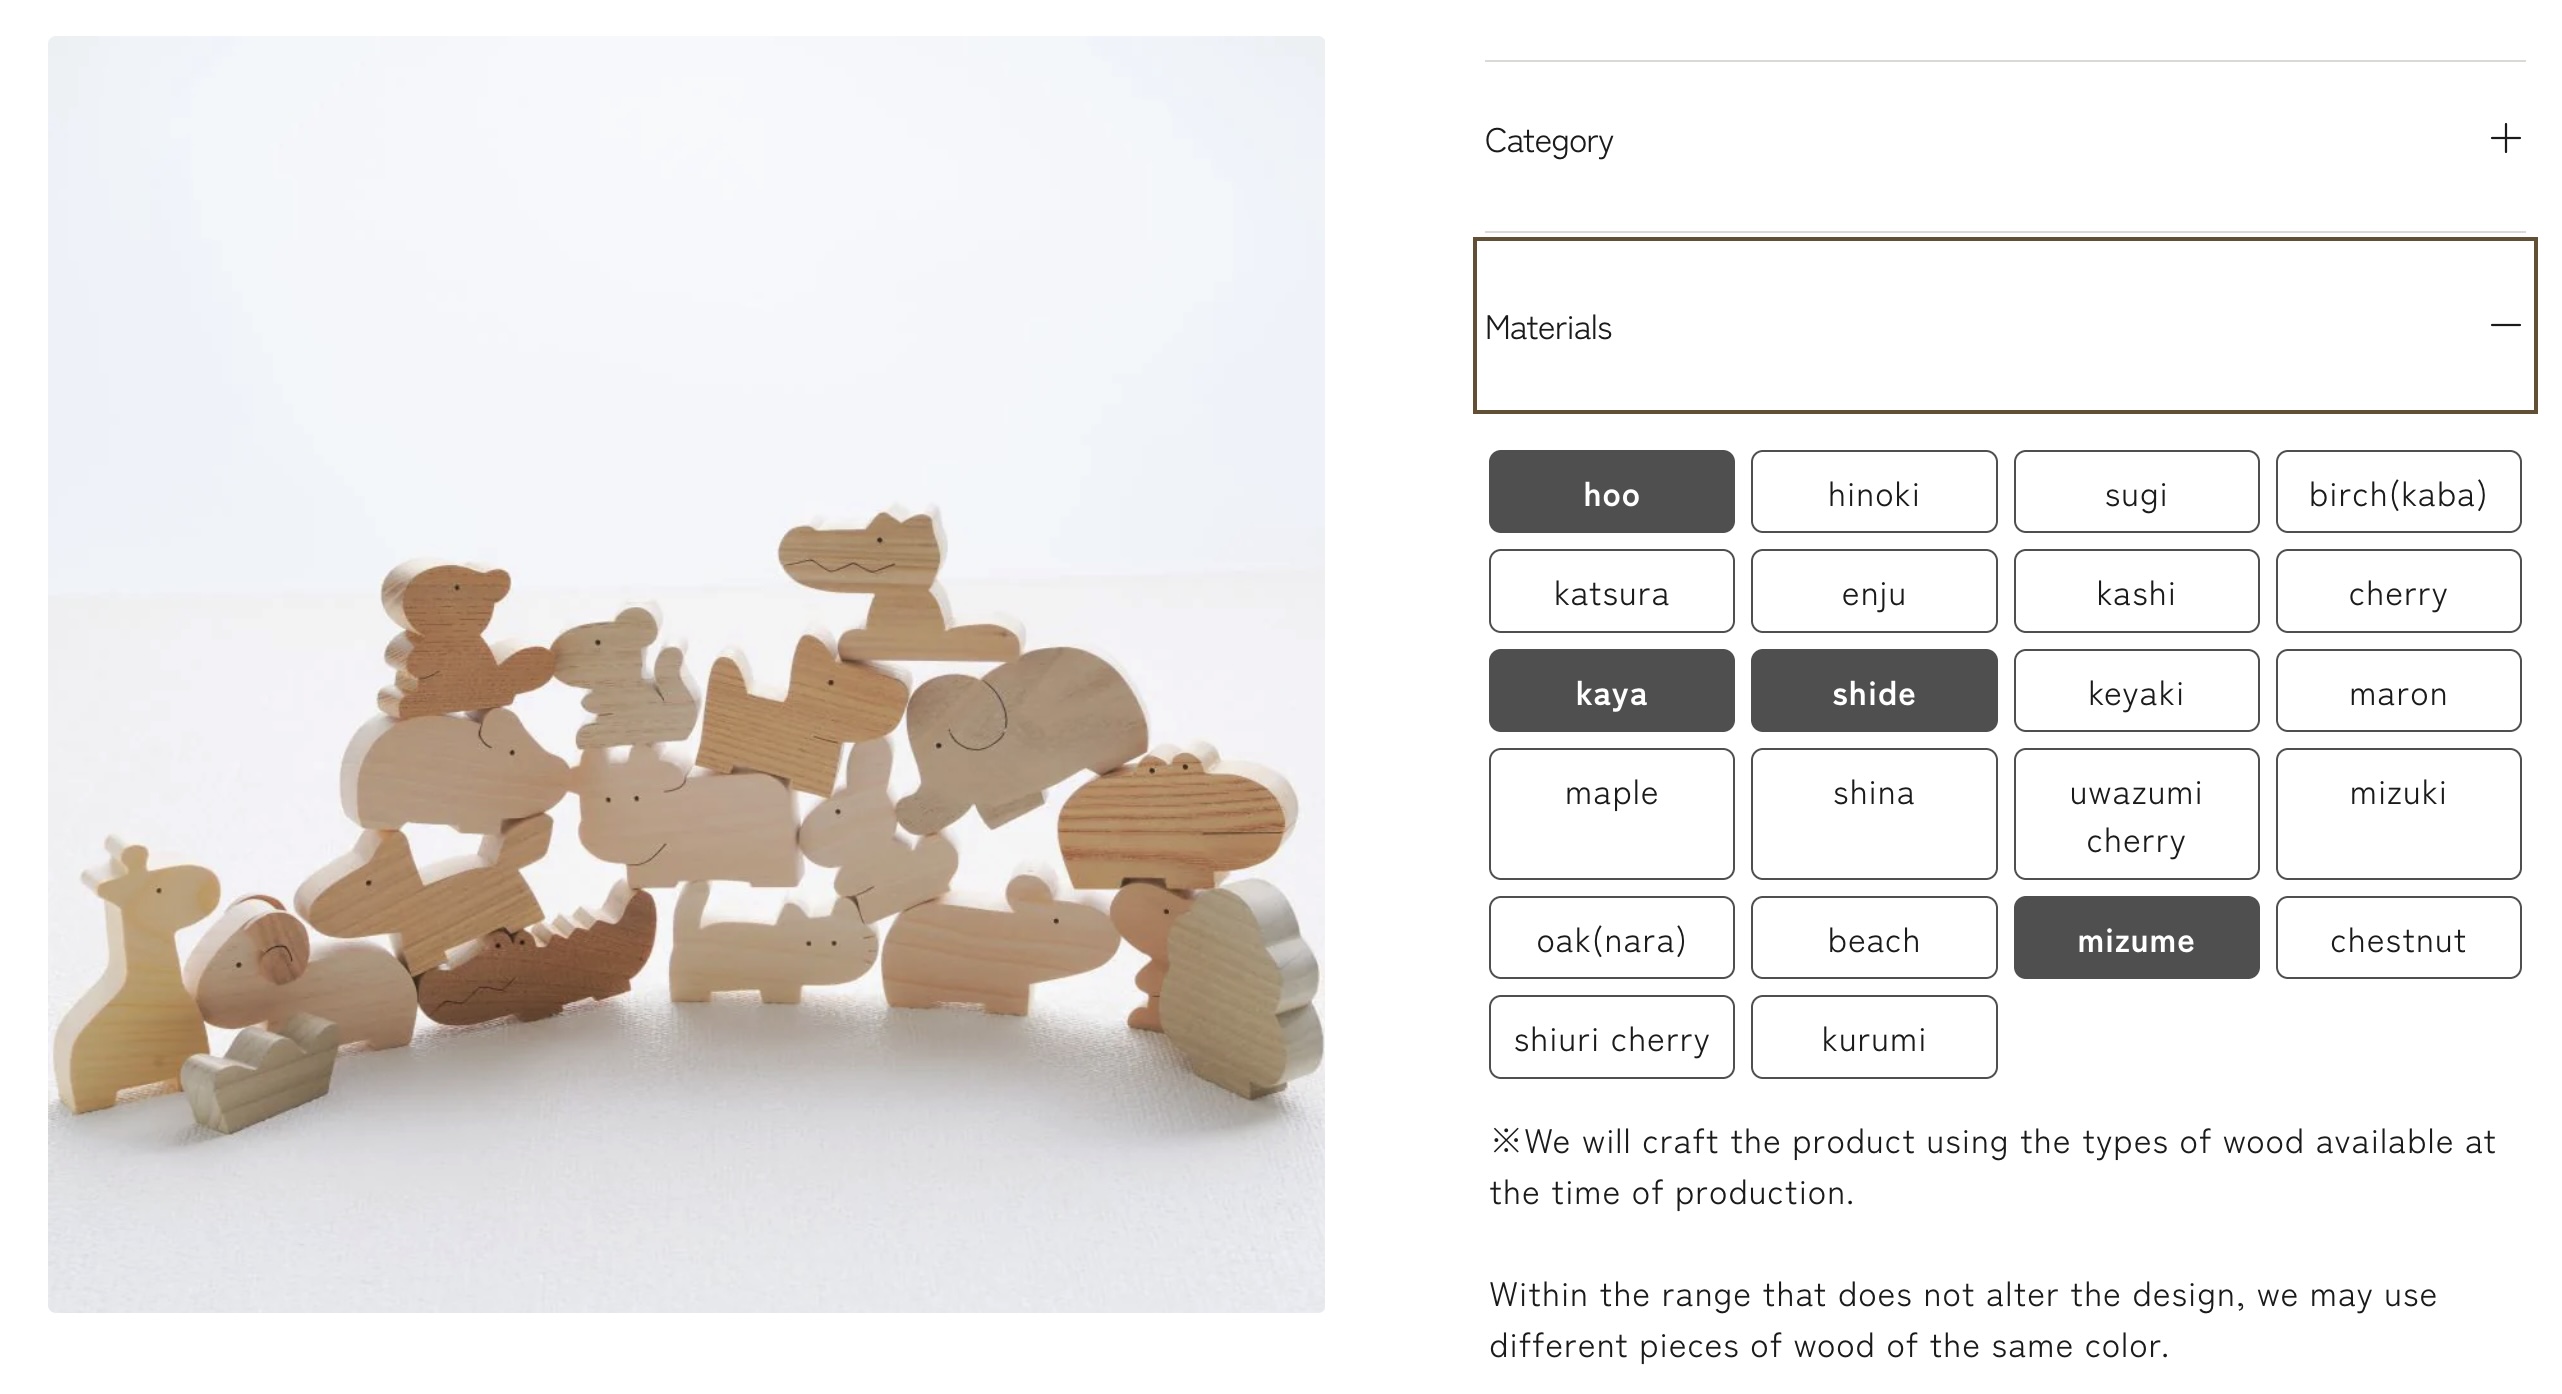 Category
Materials
hoo
hinoki
sugi
birch(kaba)
katsura
enju
kashi
cherry
kaya
shide
keyaki
maron
maple
shina
uwazumi
cherry
mizuki
oak(nara)
beach
mizume
chestnut
shiuri cherry
kurumi
※We will craft the product using the types of wood available at
the time of production.
Within the range that does not alter the design, we may use
different pieces of wood of the same color.